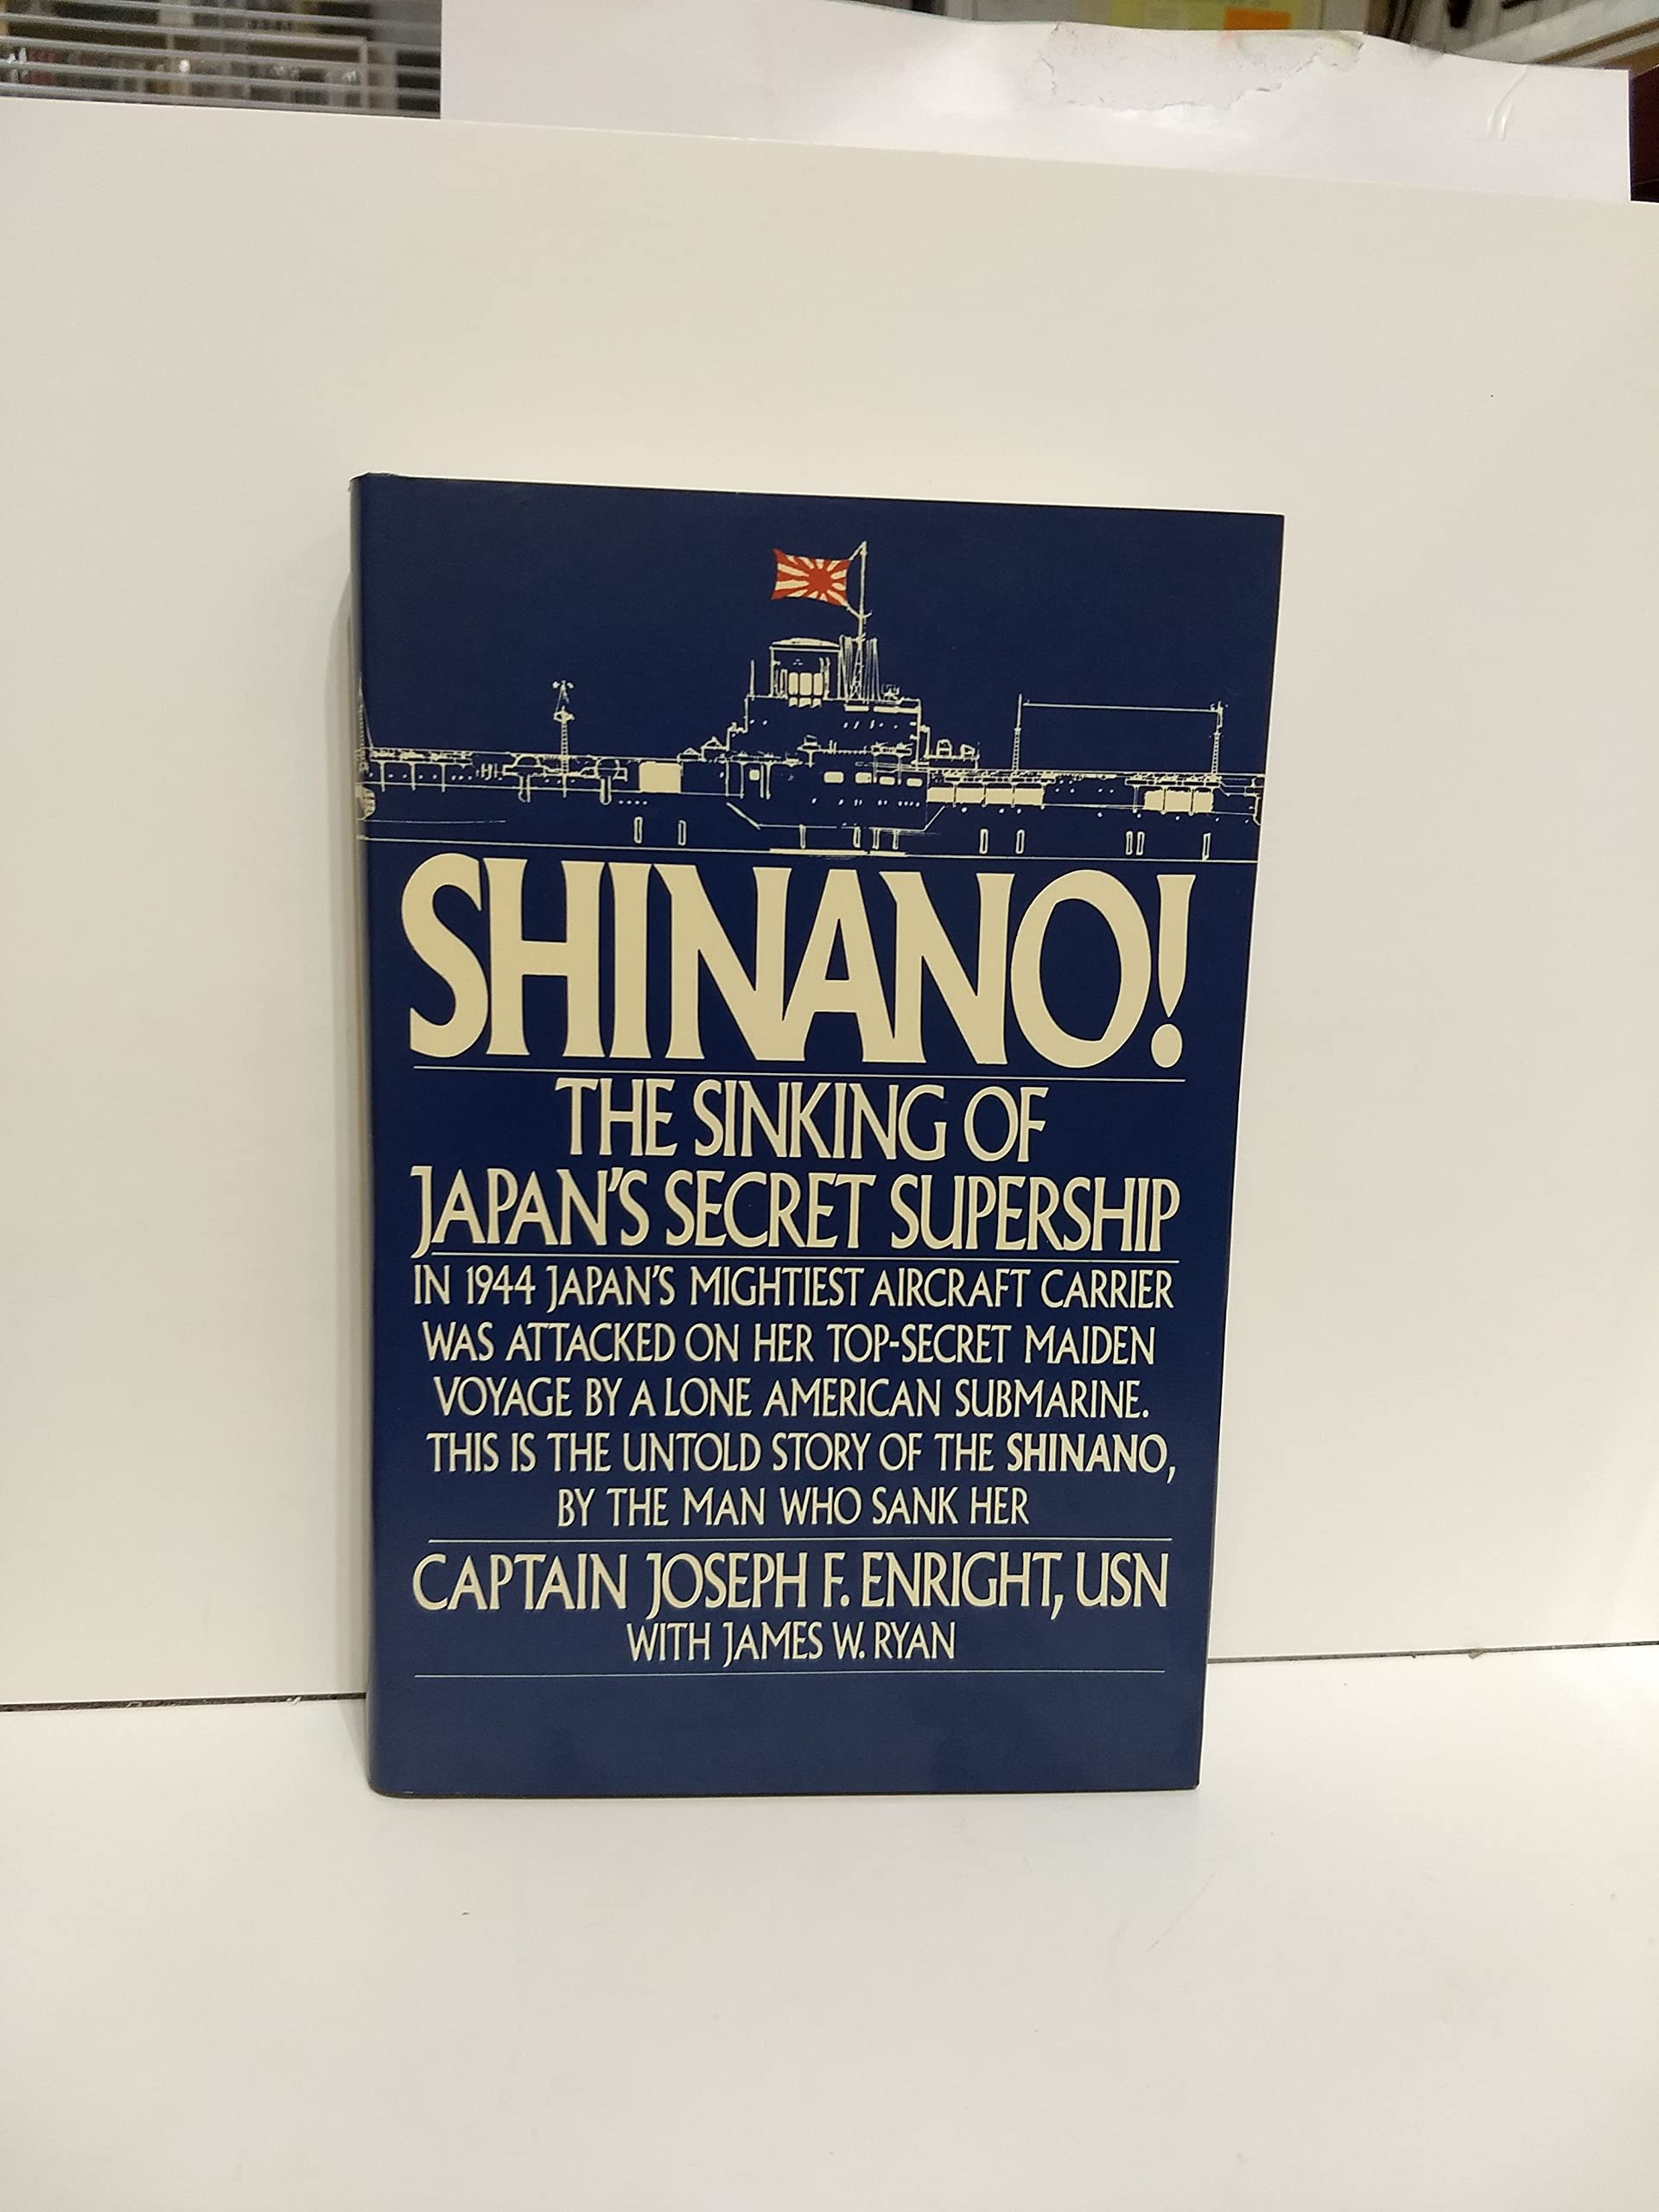 SHINANO!
THE SINKING OF
JAPAN'S SECRET SUPERSHIP
IN 1944 JAPAN'S MIGHTIEST AIRCRAFT CARRIER
WAS ATTACKED ON HER TOP-SECRET MAIDEN
VOYAGE BY A LONE AMERICAN SUBMARINE.
THIS IS THE UNTOLD STORY OF THE SHINANO,
BY THE MAN WHO SANK HER
CAPTAIN JOSEPH F. ENRIGHT, USN
WITH JAMES W. RYAN